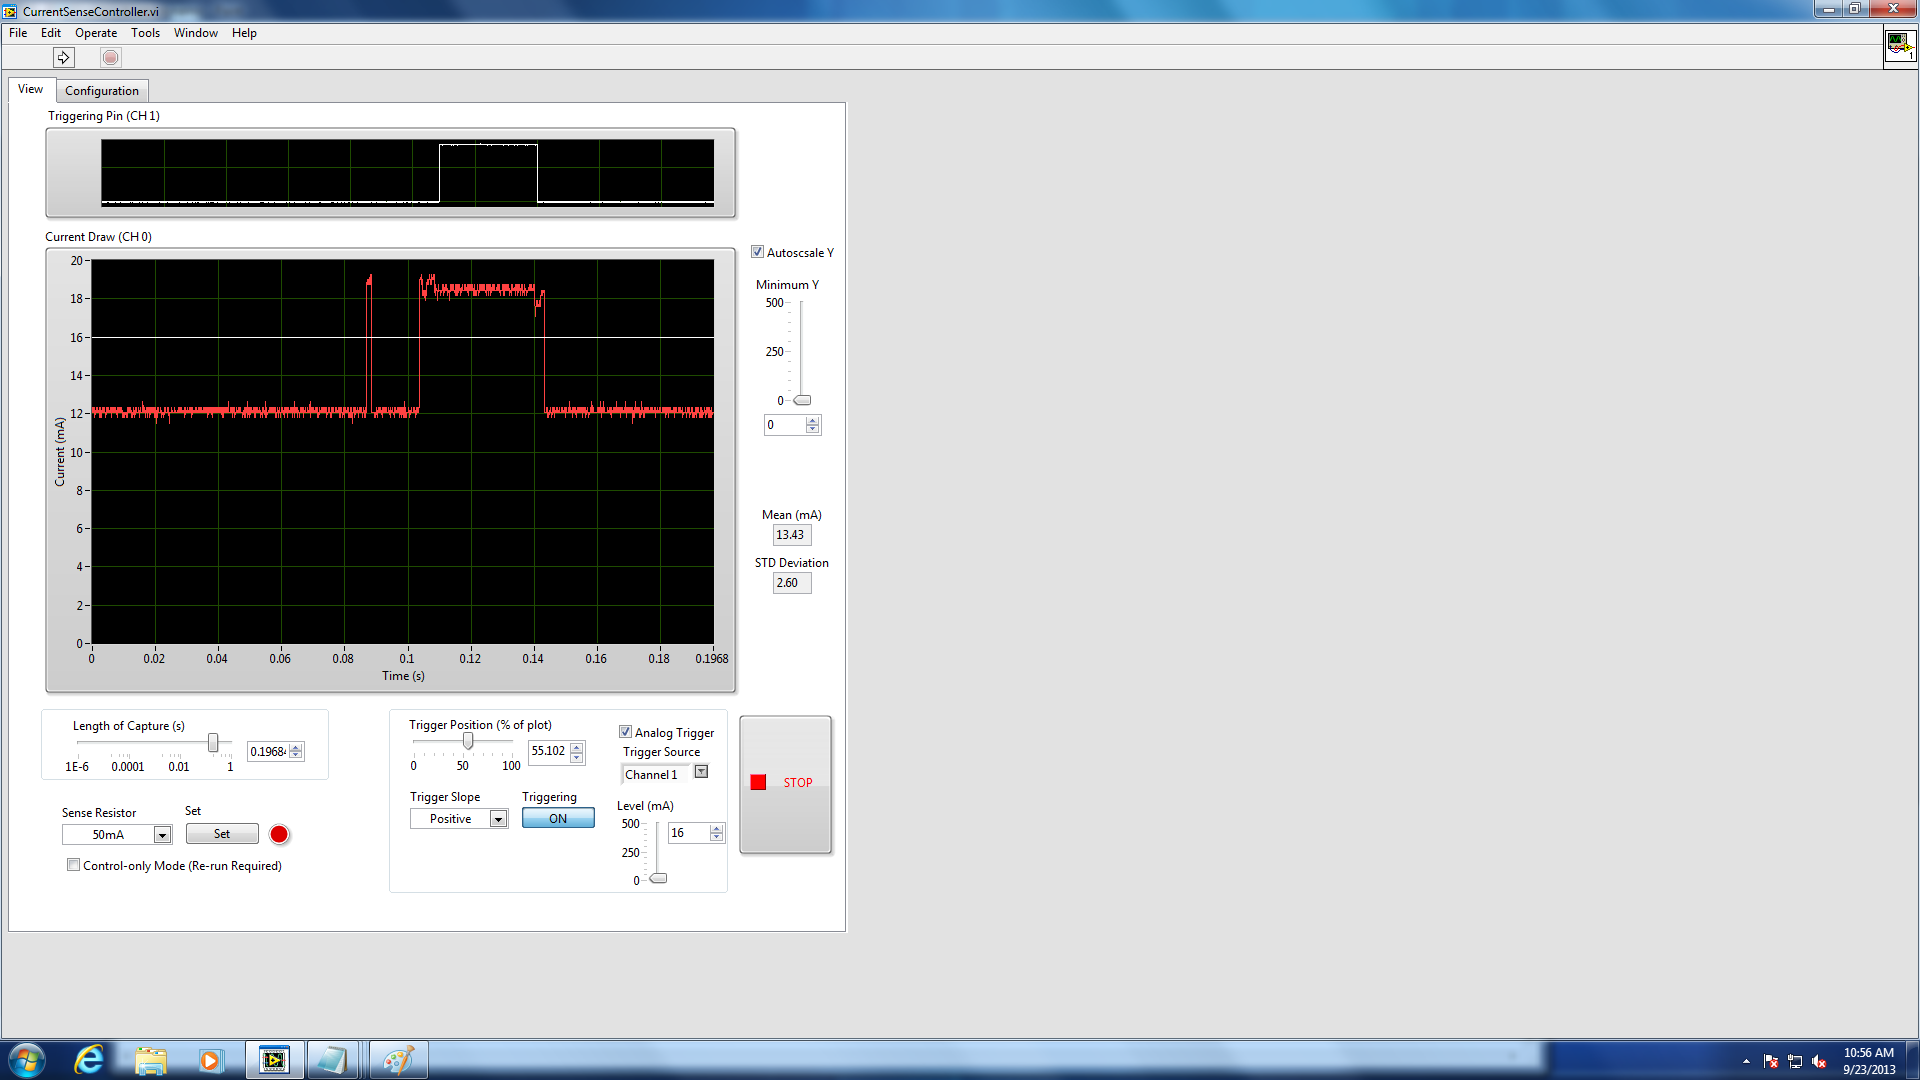 CurrentSenseController.vi
File Edit Operate Tools Window Help
1
View Configuration
Triggering Pin (CH 1)
Current Draw (CH 0)
20
18
16
14
12
10
8
6
4
2
0
Current (mA)
0 0.02 0.04 0.06 0.08 0.1 0.12 0.14 0.16 0.18 0.1968
Time (s)
Autoscsale Y
Minimum Y
500
250
0
0
Mean (mA)
13.43
STD Deviation
2.60
Length of Capture (s)
0.1968
1E-6 0.0001 0.01 1
Sense Resistor
50mA
Set
Set
Control-only Mode (Re-run Required)
Trigger Position (% of plot)
55.102
0 50 100
Trigger Slope
Positive
Triggering
ON
Analog Trigger
Trigger Source
Channel 1
Level (mA)
500
16
250
0
STOP
10:56 AM
9/23/2013